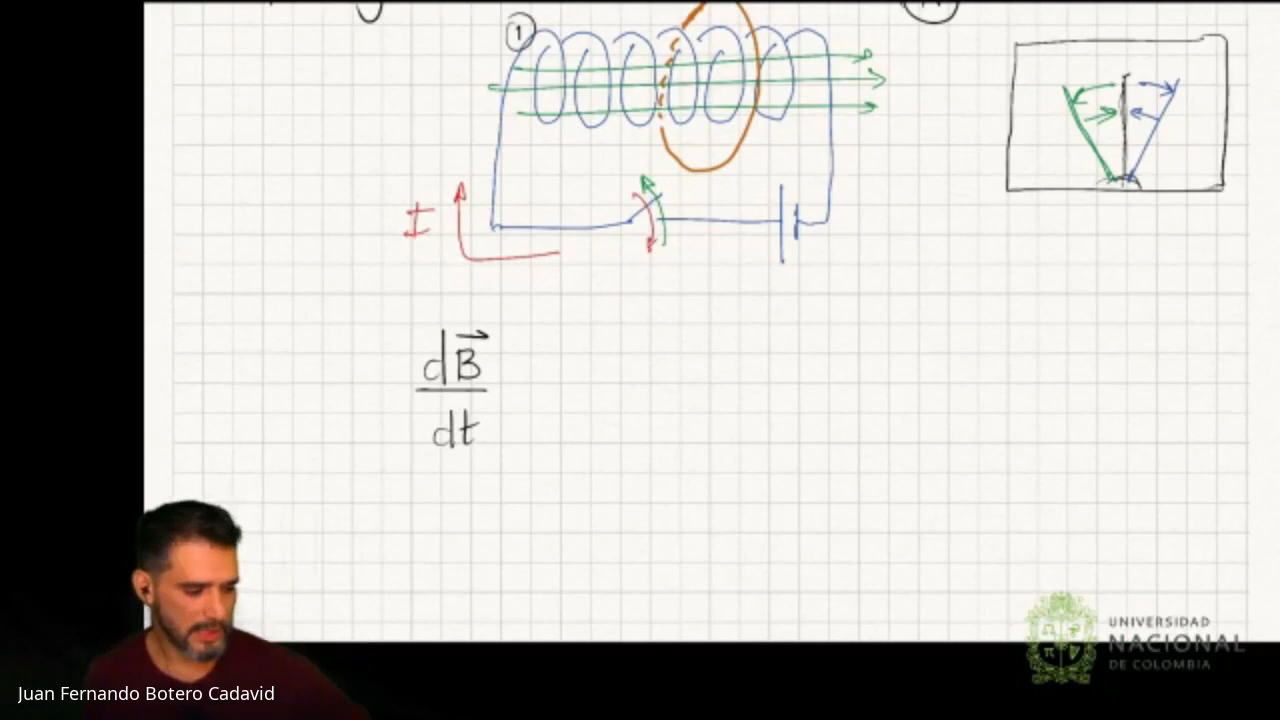 1
I
dB⃗
dt
Juan Fernando Botero Cadavid
UNIVERSIDAD
NACIONAL
DE COLOMBIA